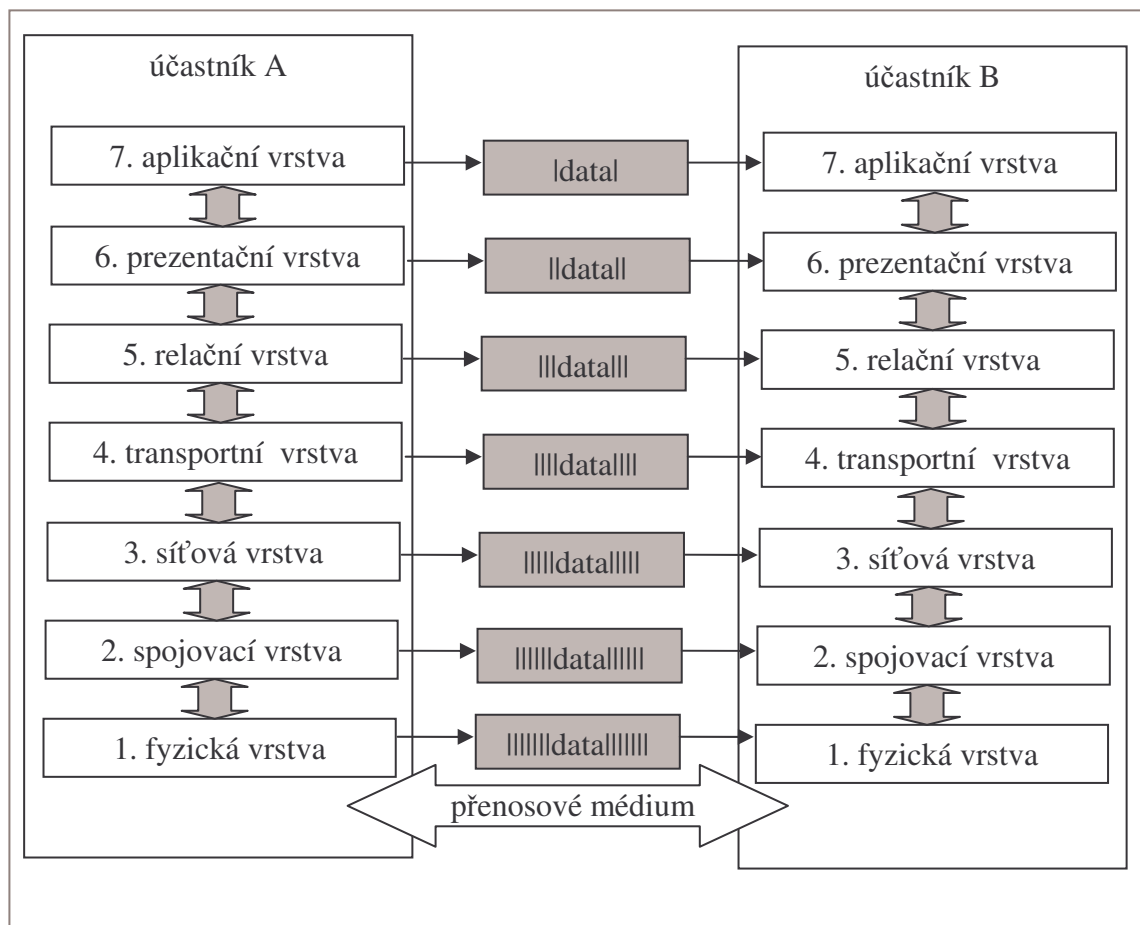 účastník A
účastník B
7. aplikační vrstva
|data|
7. aplikační vrstva
6. prezentační vrstva
||data||
6. prezentační vrstva
5. relační vrstva
|||data|||
5. relační vrstva
4. transportní  vrstva
||||data||||
4. transportní  vrstva
3. síťová vrstva
|||||data|||||
3. síťová vrstva
2. spojovací vrstva
||||||data||||||
2. spojovací vrstva
1. fyzická vrstva
|||||||data|||||||
1. fyzická vrstva
přenosové médium